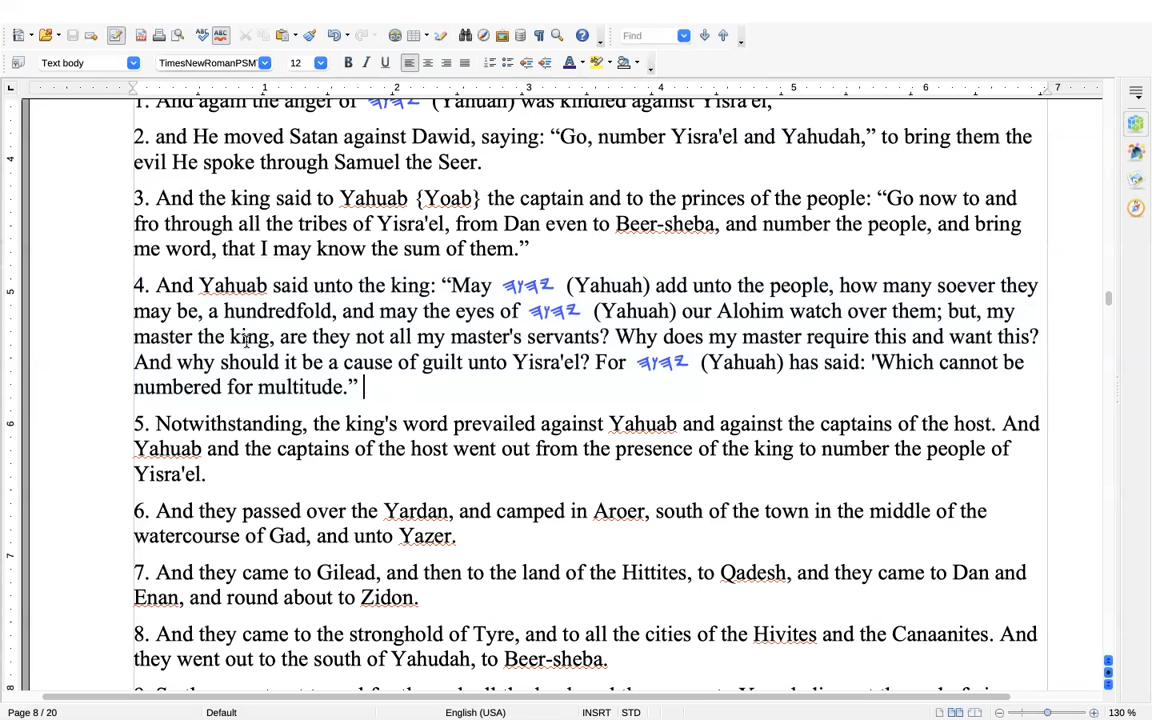 Find
Text body
TimesNewRomanPSMT
12
1 2 3 4 5 6 7
1. And again the anger of 𐤉𐤄𐤅𐤄 (Yahuah) was kindled against Yisra'el,
2. and He moved Satan against Dawid, saying: “Go, number Yisra'el and Yahudah,” to bring them the
evil He spoke through Samuel the Seer.
3. And the king said to Yahuab {Yoab} the captain and to the princes of the people: “Go now to and
fro through all the tribes of Yisra'el, from Dan even to Beer-sheba, and number the people, and bring
me word, that I may know the sum of them.”
4. And Yahuab said unto the king: “May 𐤉𐤄𐤅𐤄 (Yahuah) add unto the people, how many soever they
may be, a hundredfold, and may the eyes of 𐤉𐤄𐤅𐤄 (Yahuah) our Alohim watch over them; but, my
master the king, are they not all my master's servants? Why does my master require this and want this?
And why should it be a cause of guilt unto Yisra'el? For 𐤉𐤄𐤅𐤄 (Yahuah) has said: 'Which cannot be
numbered for multitude.”
5. Notwithstanding, the king's word prevailed against Yahuab and against the captains of the host. And
Yahuab and the captains of the host went out from the presence of the king to number the people of
Yisra'el.
6. And they passed over the Yardan, and camped in Aroer, south of the town in the middle of the
watercourse of Gad, and unto Yazer.
7. And they came to Gilead, and then to the land of the Hittites, to Qadesh, and they came to Dan and
Enan, and round about to Zidon.
8. And they came to the stronghold of Tyre, and to all the cities of the Hivites and the Canaanites. And
they went out to the south of Yahudah, to Beer-sheba.
Page 8 / 20
Default
English (USA)
INSRT
STD
130 %